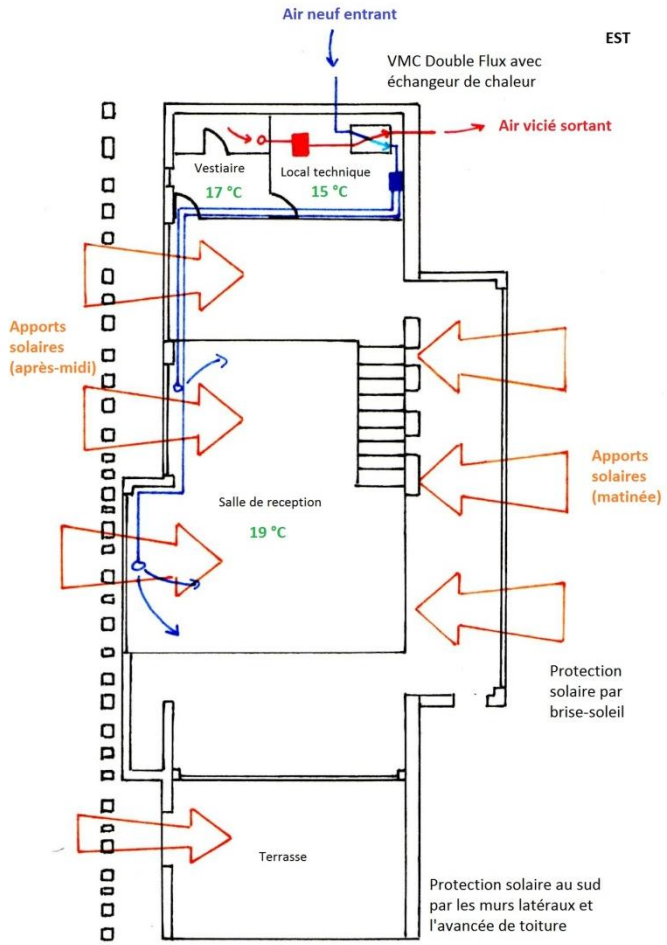 Air neuf entrant
EST
VMC Double Flux avec
échangeur de chaleur
Air vicié sortant
Vestiaire
17 °C
Local technique
15 °C
Apports
solaires
(après-midi)
Apports
solaires
(matinée)
Salle de reception
19 °C
Protection
solaire par
brise-soleil
Terrasse
Protection solaire au sud
par les murs latéraux et
l'avancée de toiture